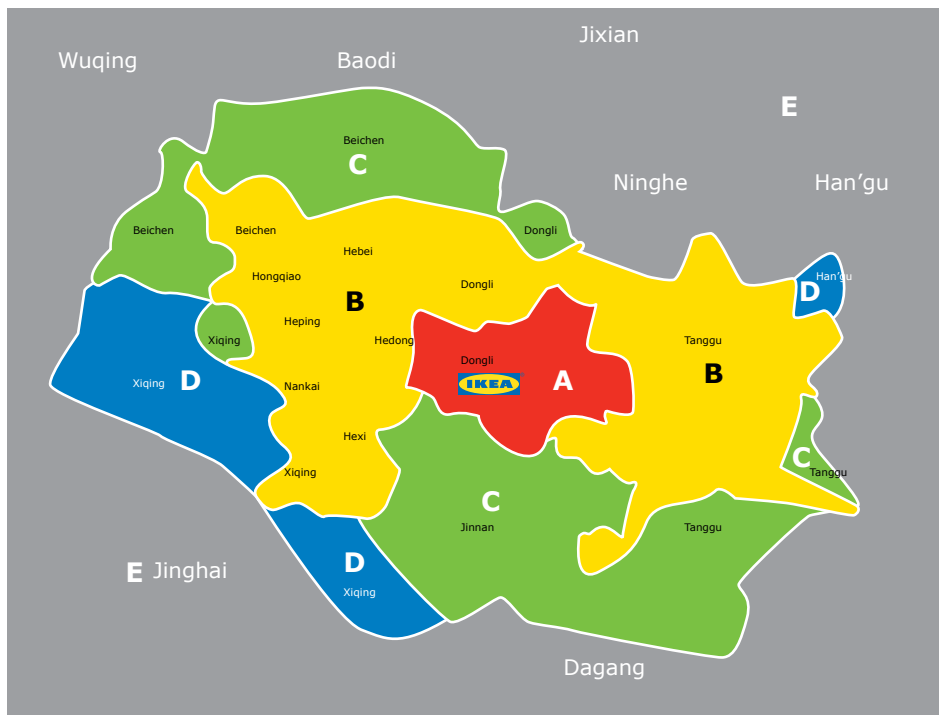 Jixian
Wuqing
Baodi
E
Beichen
C
Ninghe
Han'gu
Beichen
Beichen
Dongli
Hebei
Hongqiao
Dongli
Han'gu
D
B
Heping
Xiqing
Hedong
Tanggu
Dongli
IKEA
A
B
Xiqing
D
Nankai
Hexi
C
Xiqing
Tanggu
C
Jinnan
Tanggu
D
E Jinghai
Xiqing
Dagang